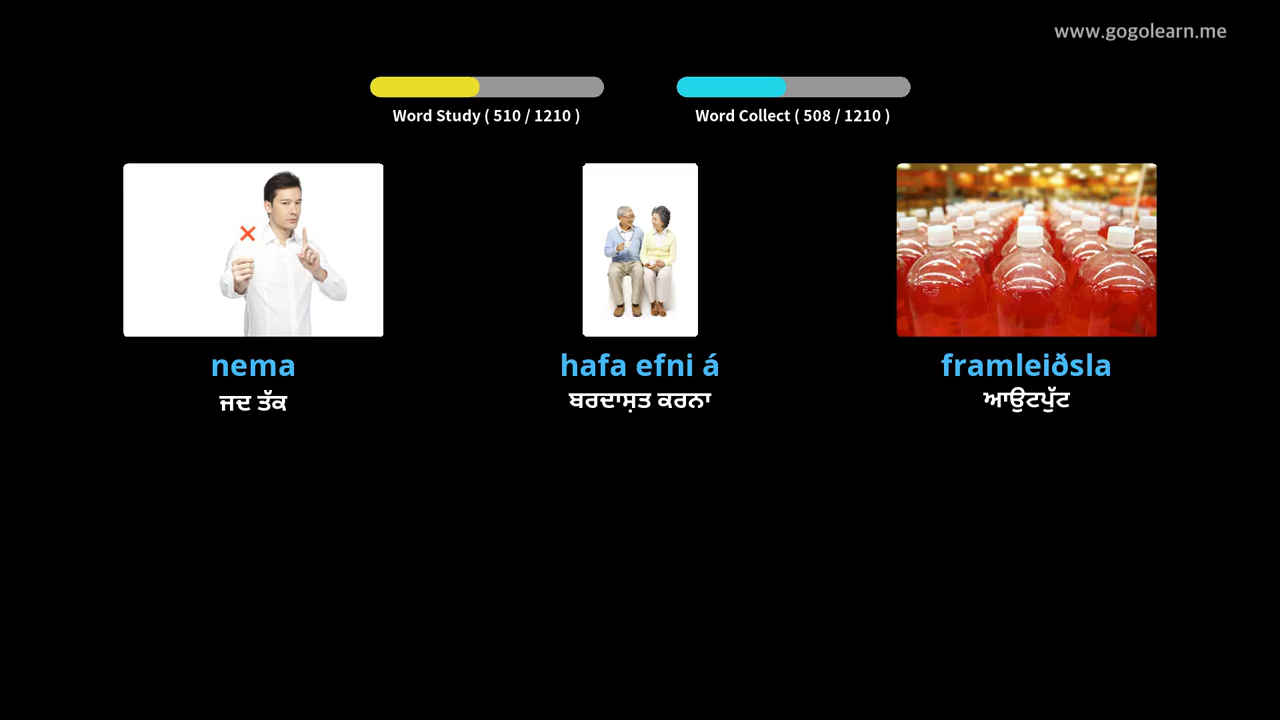 www.gogolearn.me
Word Study ( 510 / 1210 )
Word Collect ( 508 / 1210 )
nema
hafa efni á
framleiðsla
ਜਦ ਤੱਕ
ਬਰਦਾਸ਼ਤ ਕਰਨਾ
ਆਉਟਪੁੱਟ